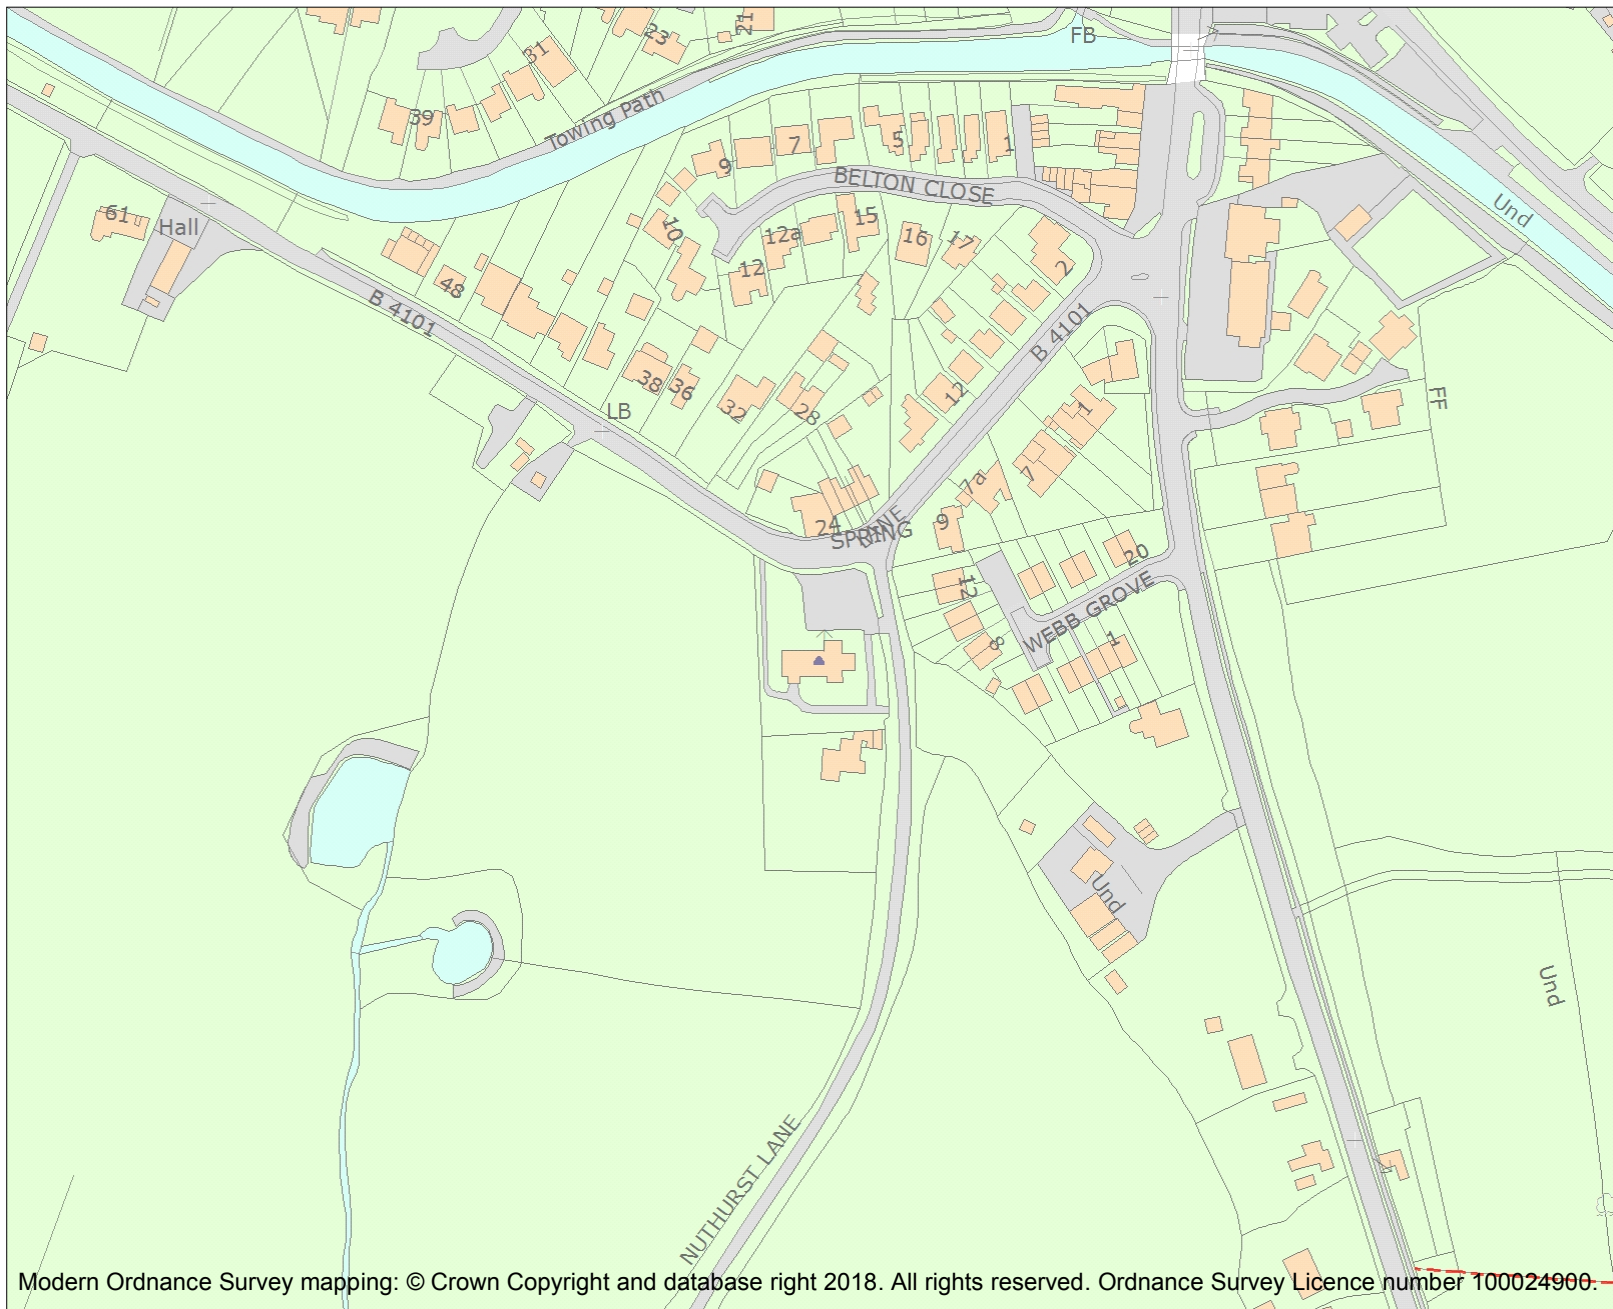 21
23
FB
31
39
Towing Path
5
1
7
9
BELTON CLOSE
Und
61
Hall
10
12a
15
16
17
12
2
48
B 4101
B 4101
38
36
32
28
12
1
FF
LB
7
7a
24
9
SPRING
LANE
20
12
WEBB GROVE
8
1
Und
Und
NUTHURST LANE
Modern Ordnance Survey mapping: © Crown Copyright and database right 2018. All rights reserved. Ordnance Survey Licence number 100024900.